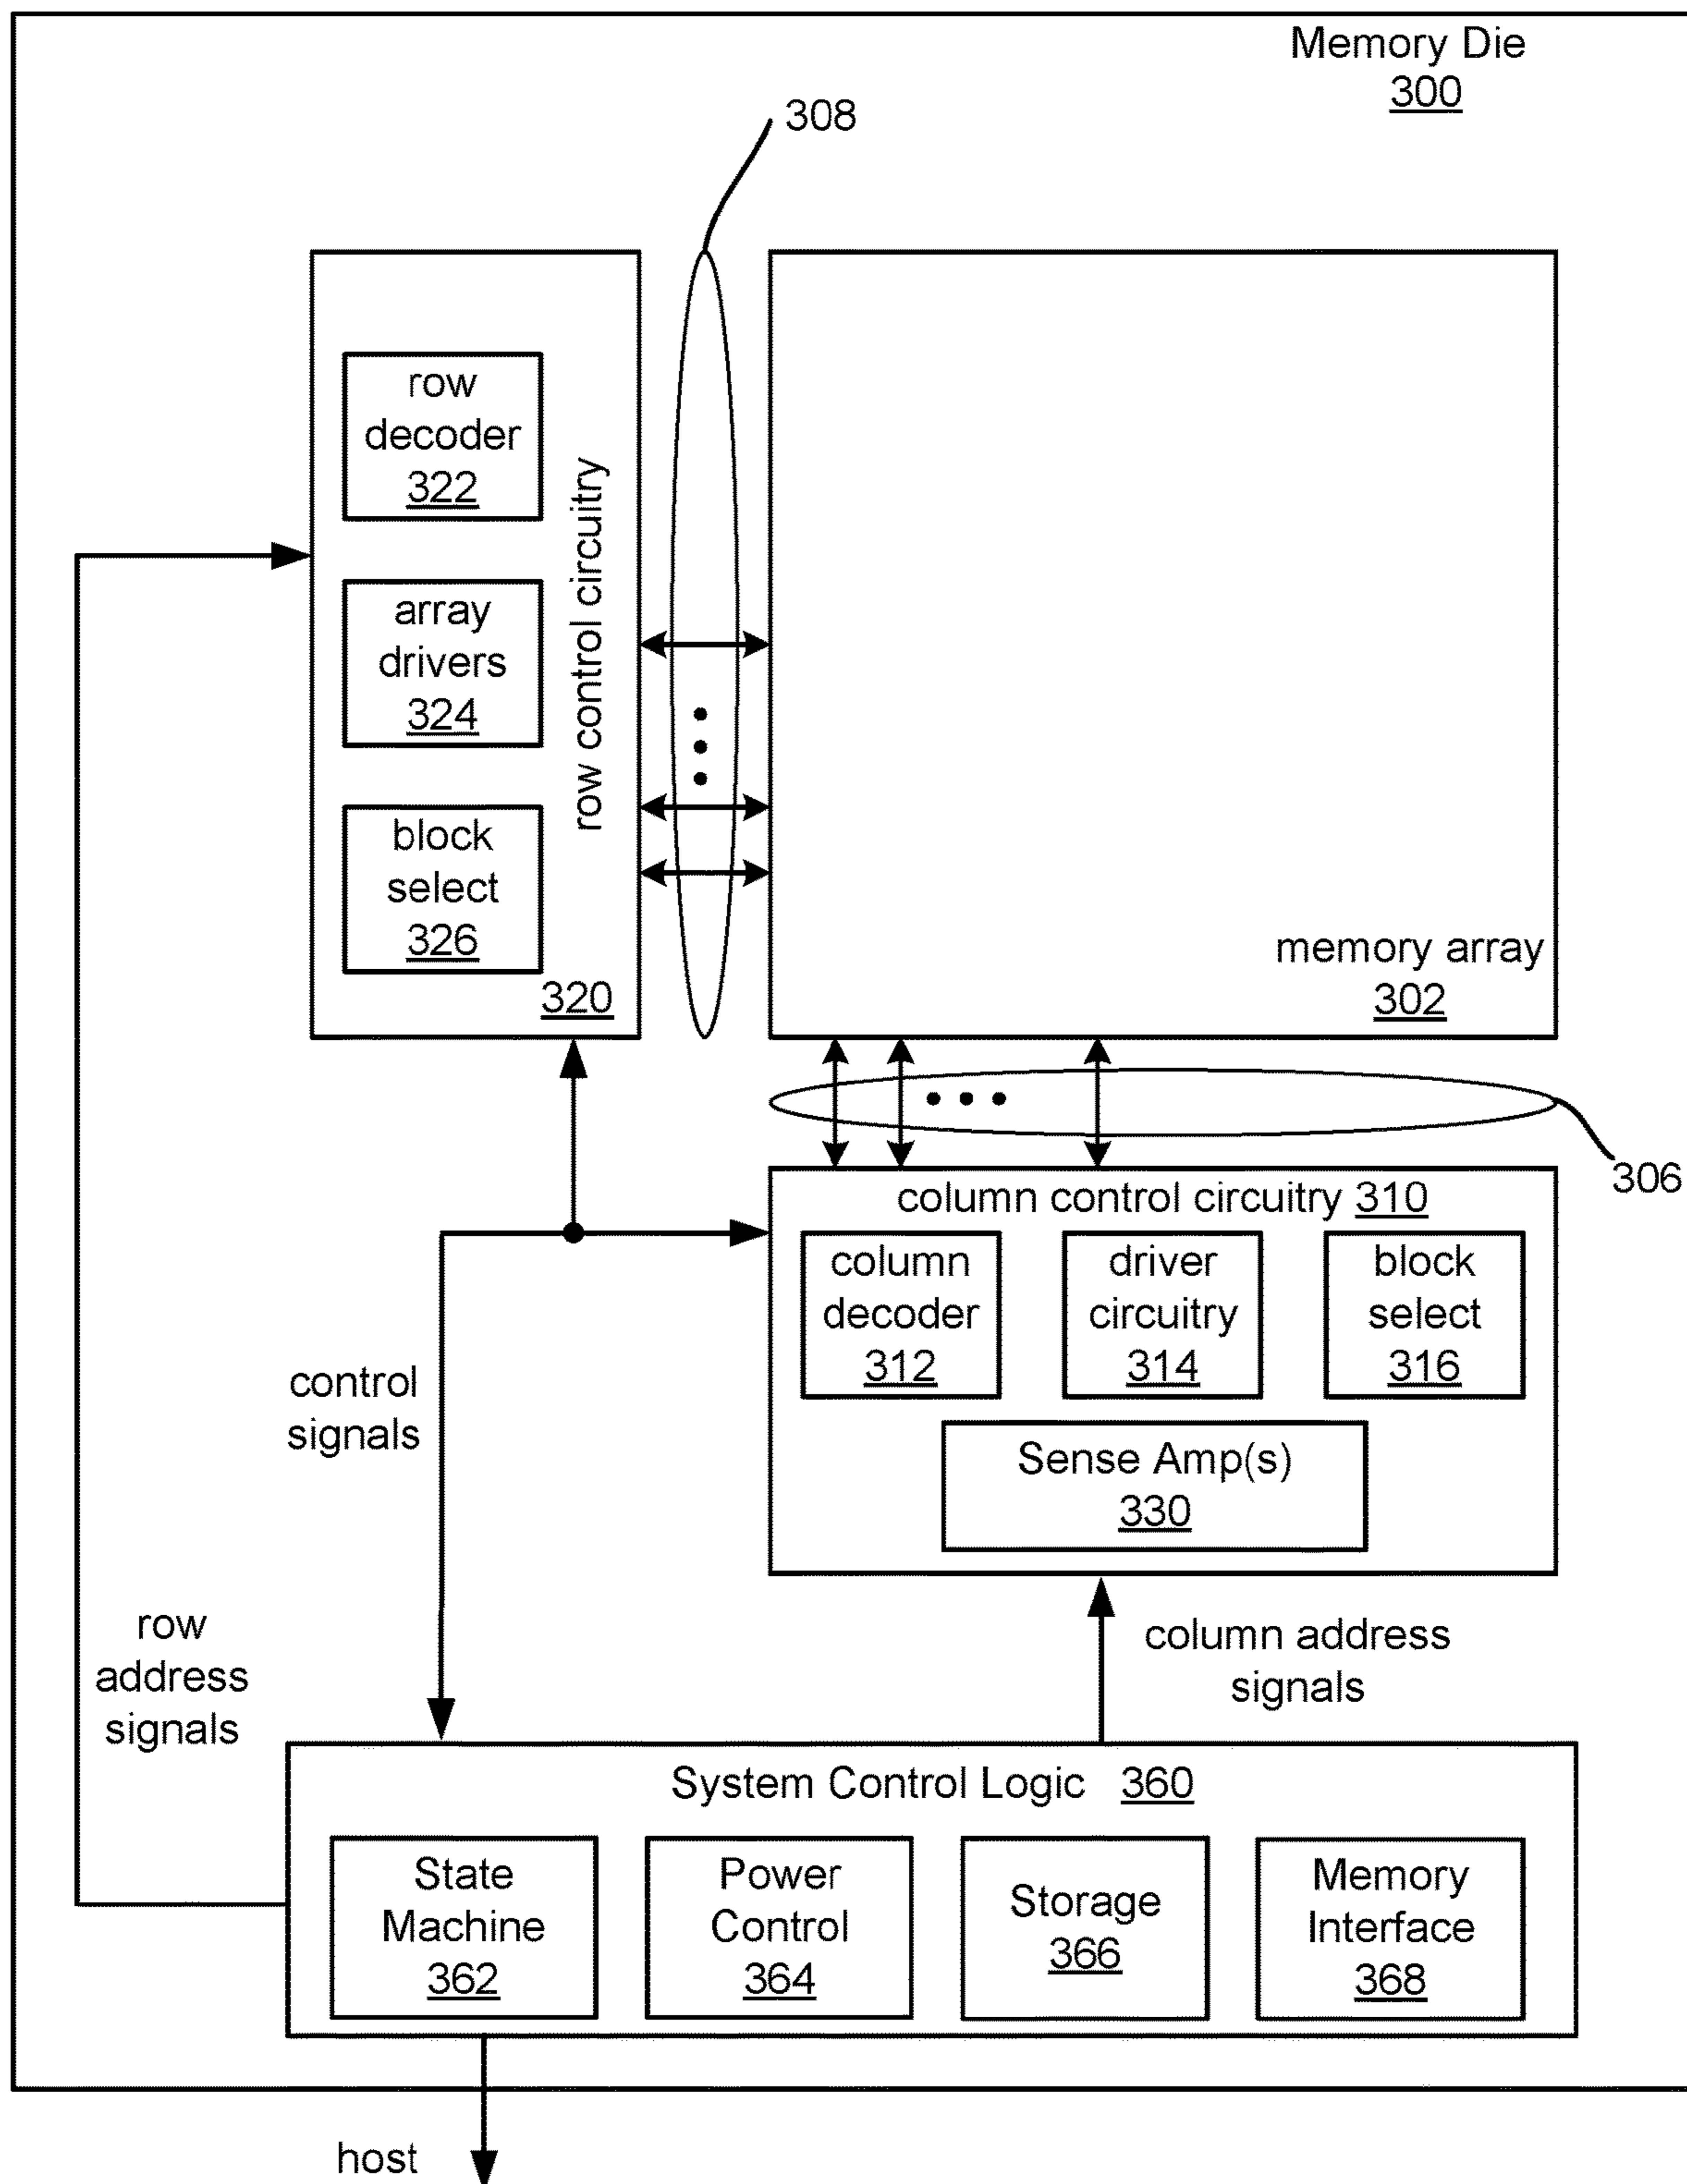 Memory Die
300
308
row
decoder
322
array
drivers
324
block
select
326
row control circuitry
320
memory array
302
306
column control circuitry 310
column
decoder
312
driver
circuitry
314
block
select
316
Sense Amp(s)
330
control
signals
row
address
signals
column address
signals
System Control Logic 360
State
Machine
362
Power
Control
364
Storage
366
Memory
Interface
368
host